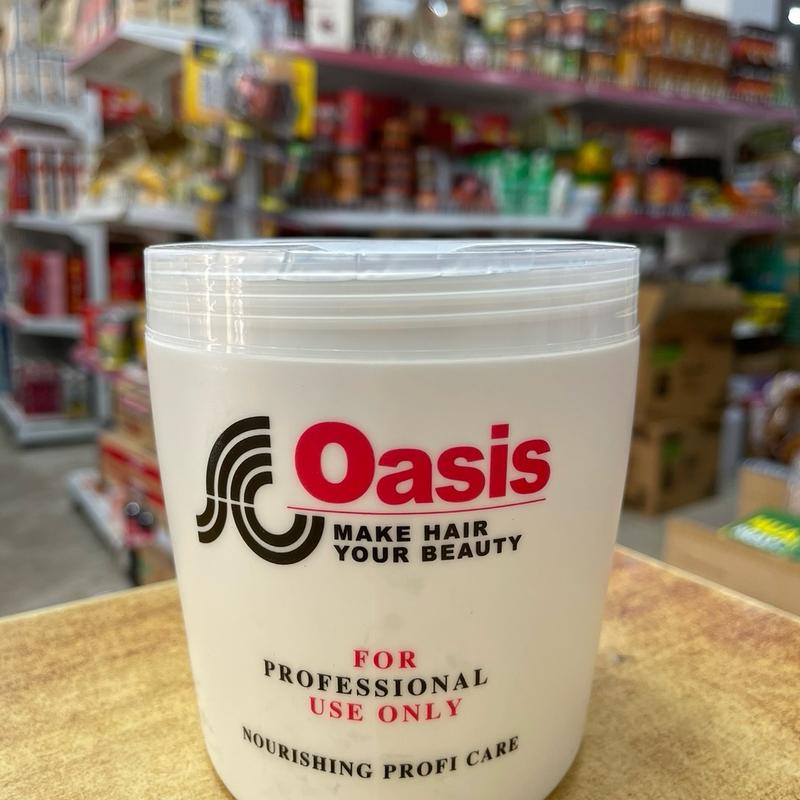 Oasis
MAKE HAIR
YOUR BEAUTY
FOR
PROFESSIONAL
USE ONLY
NOURISHING PROFI CARE